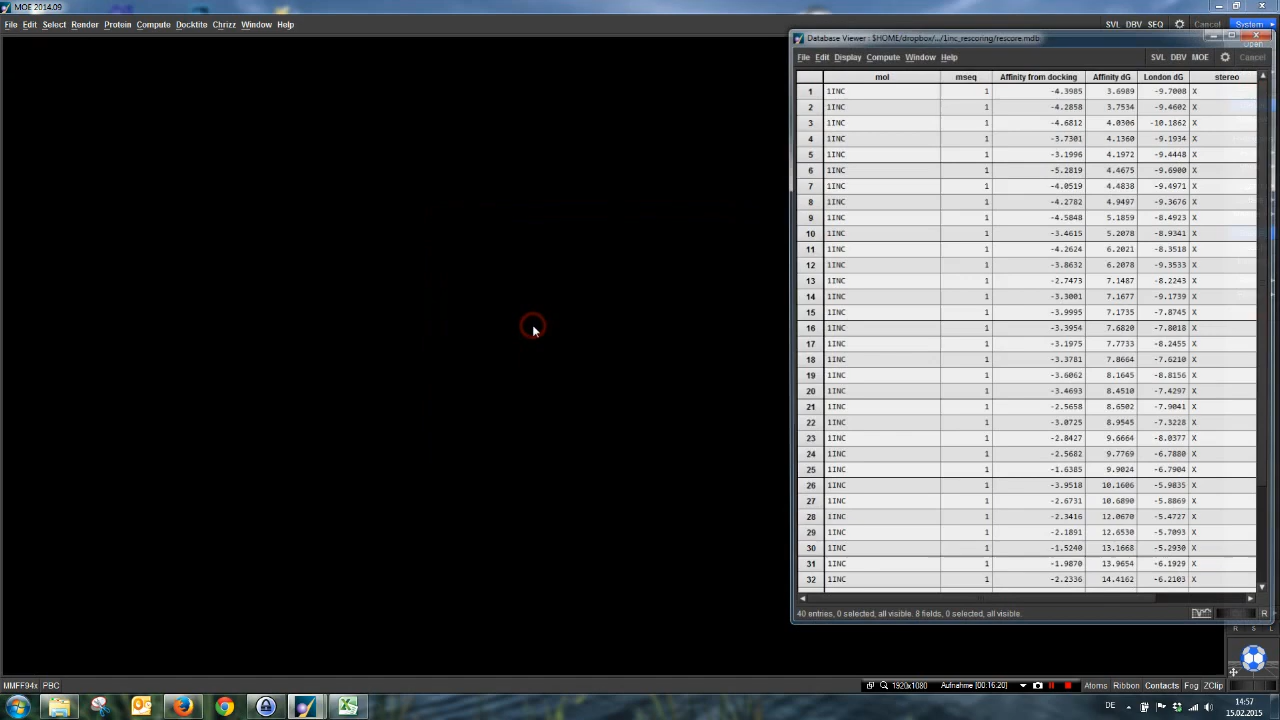 MOE 2014.09
File Edit Select Render Protein Compute Docktite Chrizz Window Help
SVL DBV SEQ Cancel System
Database Viewer : $HOME/dropbox/.../1inc_rescoring/rescore.mdb
File Edit Display Compute Window Help SVL DBV MOE Cancel
mol mseq Affinity from docking Affinity dG London dG stereo
1 1INC 1 -4.3985 3.6989 -9.7008 X
2 1INC 1 -4.2858 3.7534 -9.4602 X
3 1INC 1 -4.6812 4.0306 -10.1862 X
4 1INC 1 -3.7301 4.1360 -9.1934 X
5 1INC 1 -3.1996 4.1972 -9.4448 X
6 1INC 1 -5.2819 4.4675 -9.6900 X
7 1INC 1 -4.0519 4.4838 -9.4971 X
8 1INC 1 -4.2782 4.9497 -9.3676 X
9 1INC 1 -4.5848 5.1859 -8.4923 X
10 1INC 1 -3.4615 5.2078 -8.9341 X
11 1INC 1 -4.2624 6.2021 -8.3518 X
12 1INC 1 -3.8632 6.2078 -9.3533 X
13 1INC 1 -2.7473 7.1487 -8.2243 X
14 1INC 1 -3.3001 7.1677 -9.1739 X
15 1INC 1 -3.9995 7.1735 -7.8745 X
16 1INC 1 -3.3954 7.6820 -7.8018 X
17 1INC 1 -3.1975 7.7733 -8.2455 X
18 1INC 1 -3.3781 7.8664 -7.6210 X
19 1INC 1 -3.6062 8.1645 -8.8156 X
20 1INC 1 -3.4693 8.4510 -7.4297 X
21 1INC 1 -2.5658 8.6502 -7.9041 X
22 1INC 1 -3.0725 8.9545 -7.3228 X
23 1INC 1 -2.8427 9.6664 -8.0377 X
24 1INC 1 -2.5682 9.7769 -6.7880 X
25 1INC 1 -1.6385 9.9024 -6.7904 X
26 1INC 1 -3.9518 10.1606 -5.9835 X
27 1INC 1 -2.6731 10.6890 -5.8869 X
28 1INC 1 -2.3416 12.0670 -5.4727 X
29 1INC 1 -2.1891 12.6530 -5.7093 X
30 1INC 1 -1.5240 13.1668 -5.2930 X
31 1INC 1 -1.9870 13.9654 -6.1929 X
32 1INC 1 -2.2336 14.4162 -6.2103 X
40 entries, 0 selected, all visible. 8 fields, 0 selected, all visible. R
R S L
MMFF94x PBC 1920x1080 Aufnahme [00:16.20] Atoms Ribbon Contacts Fog ZClip
DE 14:57
15.02.2015